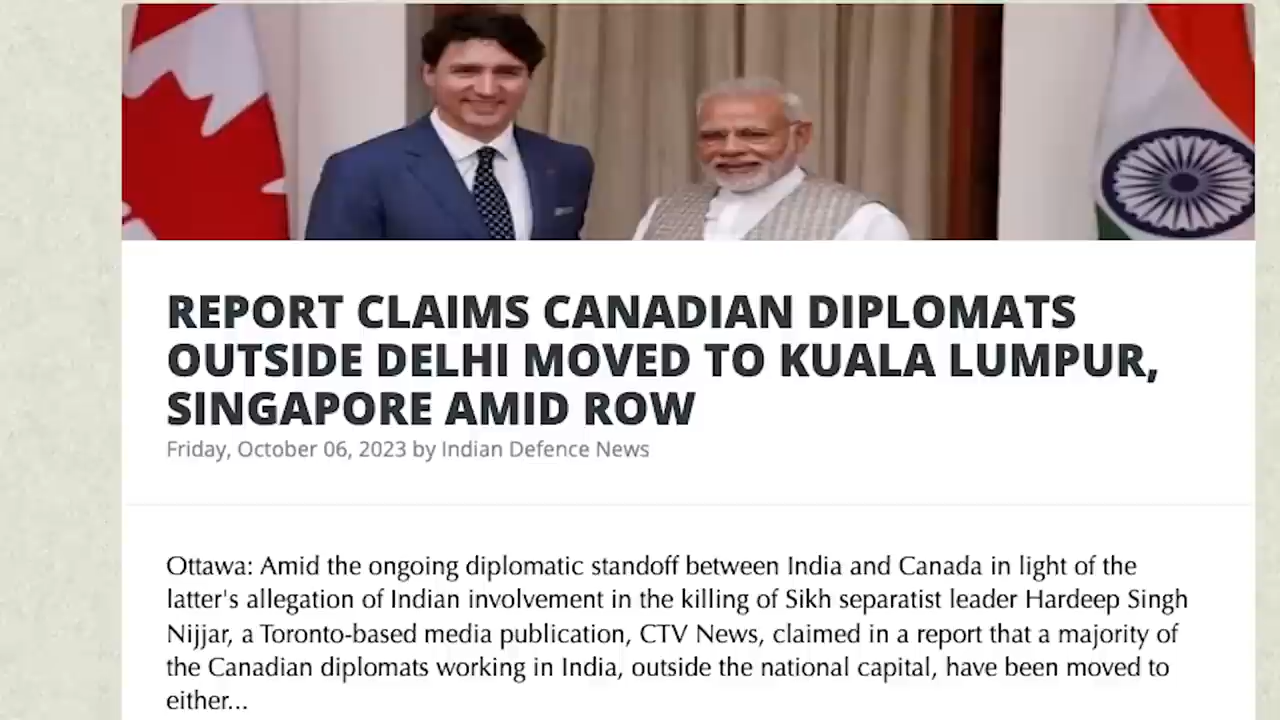 REPORT CLAIMS CANADIAN DIPLOMATS
OUTSIDE DELHI MOVED TO KUALA LUMPUR,
SINGAPORE AMID ROW
Friday, October 06, 2023 by Indian Defence News
Ottawa: Amid the ongoing diplomatic standoff between India and Canada in light of the
latter's allegation of Indian involvement in the killing of Sikh separatist leader Hardeep Singh
Nijjar, a Toronto-based media publication, CTV News, claimed in a report that a majority of
the Canadian diplomats working in India, outside the national capital, have been moved to
either...